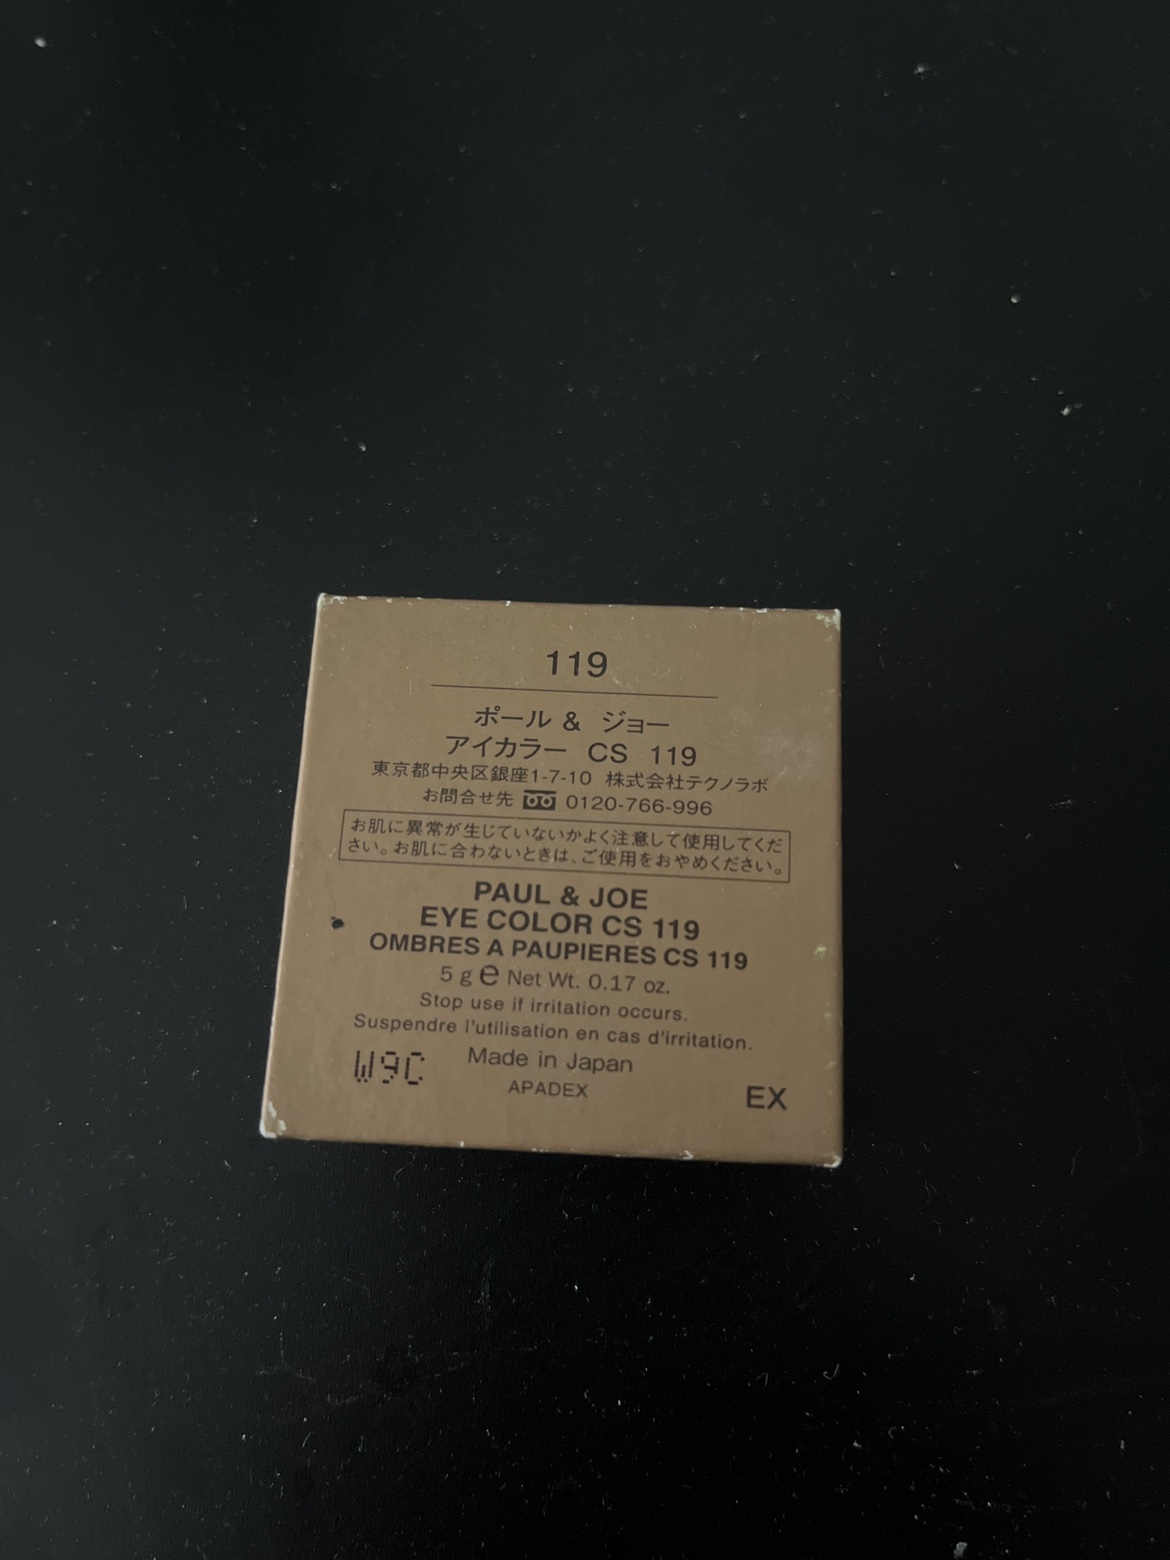 119
ポール & ジョー
アイカラー CS 119
東京都中央区銀座1-7-10 株式会社テクノラボ
お問合せ先 0120-766-996
お肌に異常が生じていないかよく注意して使用してくだ
さい。お肌に合わないときは、ご使用をおやめください。
PAUL & JOE
EYE COLOR CS 119
OMBRES A PAUPIERES CS 119
5 g e Net Wt. 0.17 oz.
Stop use if irritation occurs.
Suspendre l'utilisation en cas d'irritation.
Made in Japan
W9C
APADEX
EX